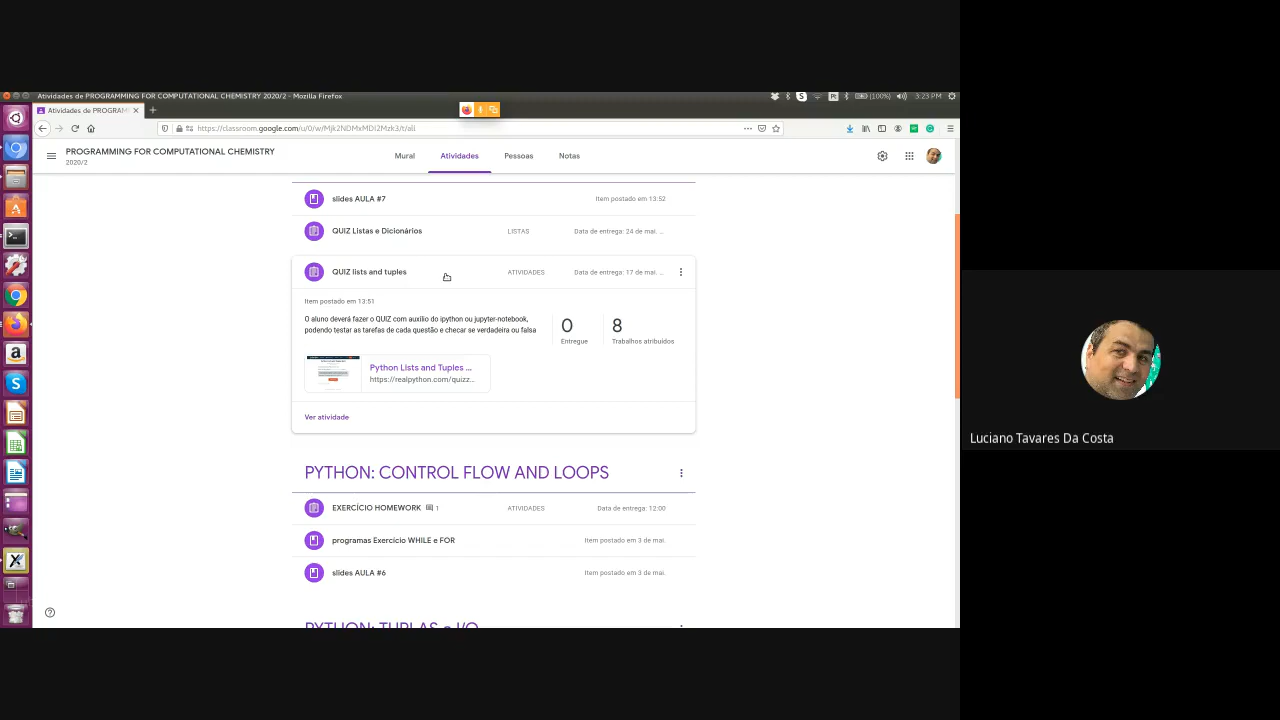 Atividades de PROGRAMMING FOR COMPUTATIONAL CHEMISTRY 2020/2 - Mozilla Firefox
Pt
(100%)
3:23 PM
Atividades de PROGRAM
https://classroom.google.com/u/0/w/Mjk2NDMxMDI2Mzk3/t/all
PROGRAMMING FOR COMPUTATIONAL CHEMISTRY
2020/2
Mural
Atividades
Pessoas
Notas
slides AULA #7
Item postado em 13:52
QUIZ Listas e Dicionários
LISTAS
Data de entrega: 24 de mai. ...
QUIZ lists and tuples
ATIVIDADES
Data de entrega: 17 de mai. ...
Item postado em 13:51
O aluno deverá fazer o QUIZ com auxílio do ipython ou jupyter-notebook,
podendo testar as tarefas de cada questão e checar se verdadeira ou falsa
0
Entregue
8
Trabalhos atribuídos
Python Lists and Tuples ...
https://realpython.com/quizz...
Ver atividade
PYTHON: CONTROL FLOW AND LOOPS
EXERCÍCIO HOMEWORK 1
ATIVIDADES
Data de entrega: 12:00
programas Exercício WHILE e FOR
Item postado em 3 de mai.
slides AULA #6
Item postado em 3 de mai.
PYTHON: TUPLAS e I/O
Luciano Tavares Da Costa